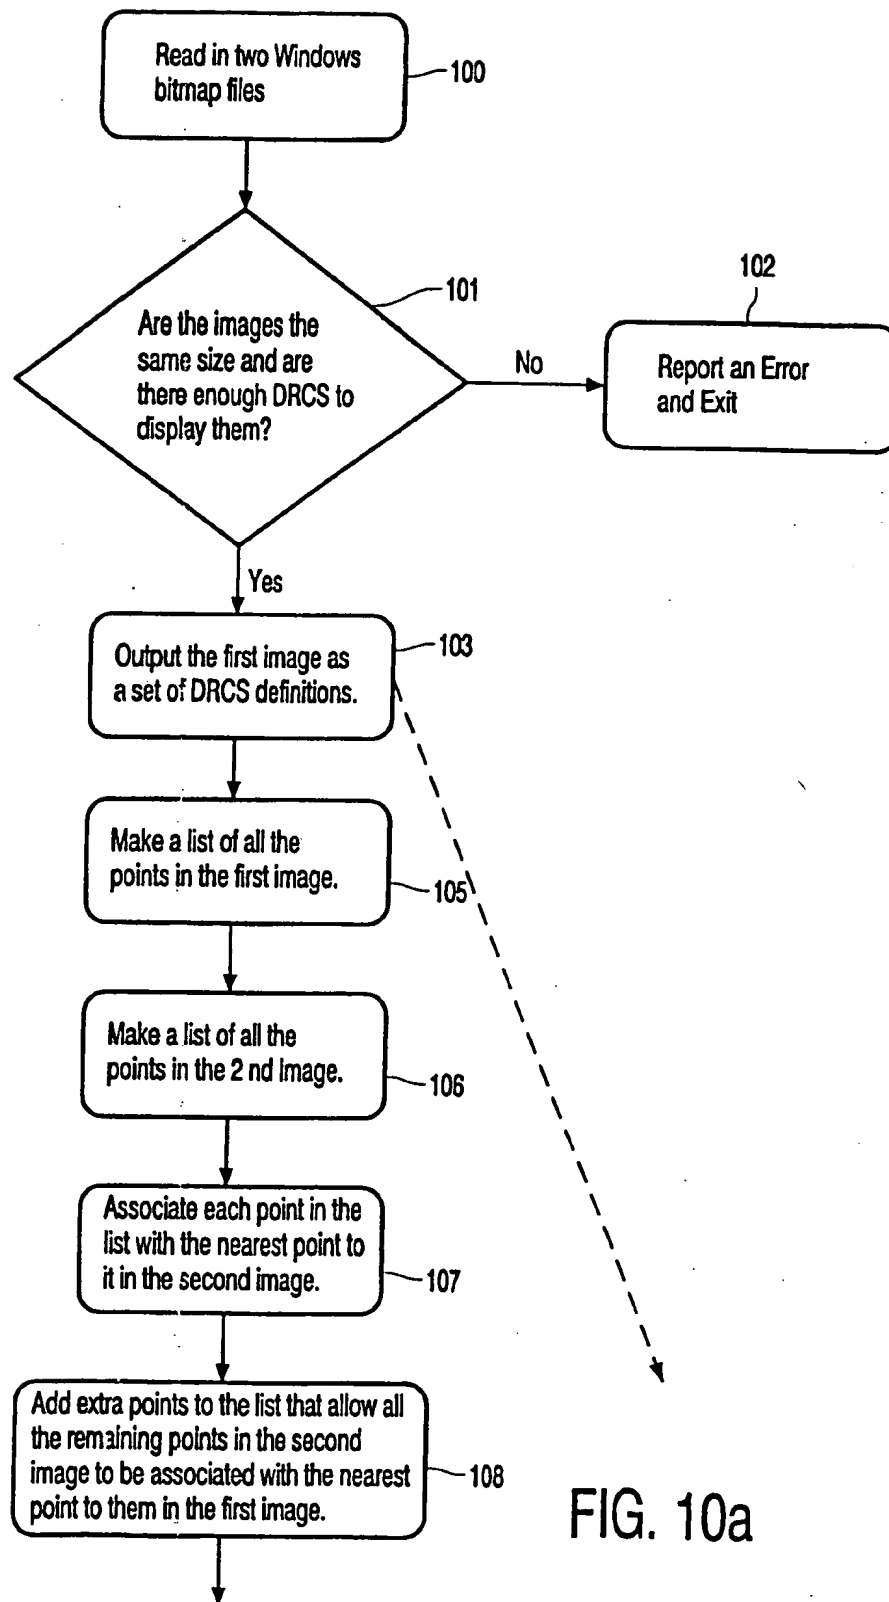 Read in two Windows
bitmap files
100
101
Are the images the
same size and are
there enough DRCS to
display them?
No
102
Report an Error
and Exit
Yes
Output the first image as
a set of DRCS definitions.
103
Make a list of all the
points in the first image.
105
Make a list of all the
points in the 2 nd Image.
106
Associate each point in the
list with the nearest point to
it in the second image.
107
Add extra points to the list that allow all
the remaining points in the second
image to be associated with the nearest
point to them in the first image.
108
FIG. 10a